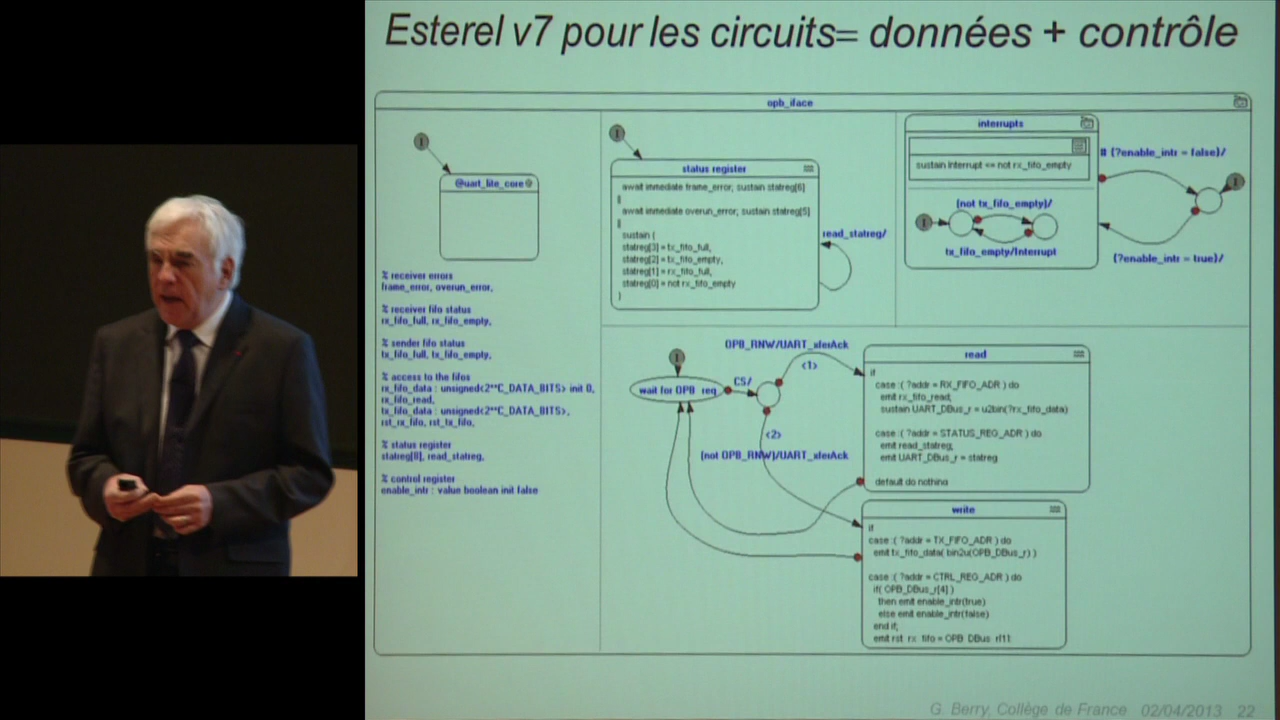 Esterel v7 pour les circuits= données + contrôle
opb_iface
I
@uart_lite_core
% receiver errors
frame_error, overun_error,
% receiver fifo status
rx_fifo_full, rx_fifo_empty,
% sender fifo status
tx_fifo_full, tx_fifo_empty,
% access to the fifos
rx_fifo_data : unsigned<2**C_DATA_BITS> init 0,
rx_fifo_read,
tx_fifo_data : unsigned<2**C_DATA_BITS>,
rst_rx_fifo, rst_tx_fifo,
% status register
statreg[8], read_statreg,
% control register
enable_intr : value boolean init false
I
status register
await immediate frame_error; sustain statreg[6]
||
await immediate overun_error; sustain statreg[5]
||
sustain {
statreg[3] = tx_fifo_full,
statreg[2] = tx_fifo_empty,
statreg[1] = rx_fifo_full,
statreg[0] = not rx_fifo_empty
}
read_statreg/
interrupts
sustain Interrupt <= not rx_fifo_empty
I
(not tx_fifo_empty)/
tx_fifo_empty/Interrupt
# (?enable_intr = false)/
I
(?enable_intr = true)/
I
wait for OPB_req
CS/
OPB_RNW/UART_xferAck
<1>
<2>
(not OPB_RNW)/UART_xferAck
read
if
case : ( ?addr = RX_FIFO_ADR ) do
emit rx_fifo_read;
sustain UART_DBus_r = u2bin(?rx_fifo_data)
case : ( ?addr = STATUS_REG_ADR ) do
emit read_statreg;
emit UART_DBus_r = statreg
default do nothing
write
if
case : ( ?addr = TX_FIFO_ADR ) do
emit tx_fifo_data( bin2u(OPB_DBus_r) )
case : ( ?addr = CTRL_REG_ADR ) do
if( OPB_DBus_r[4] )
then emit enable_intr(true)
else emit enable_intr(false)
end if;
emit rst_rx_fifo = OPB_DBus_r[1]
G. Berry, Collège de France 02/04/2013 22